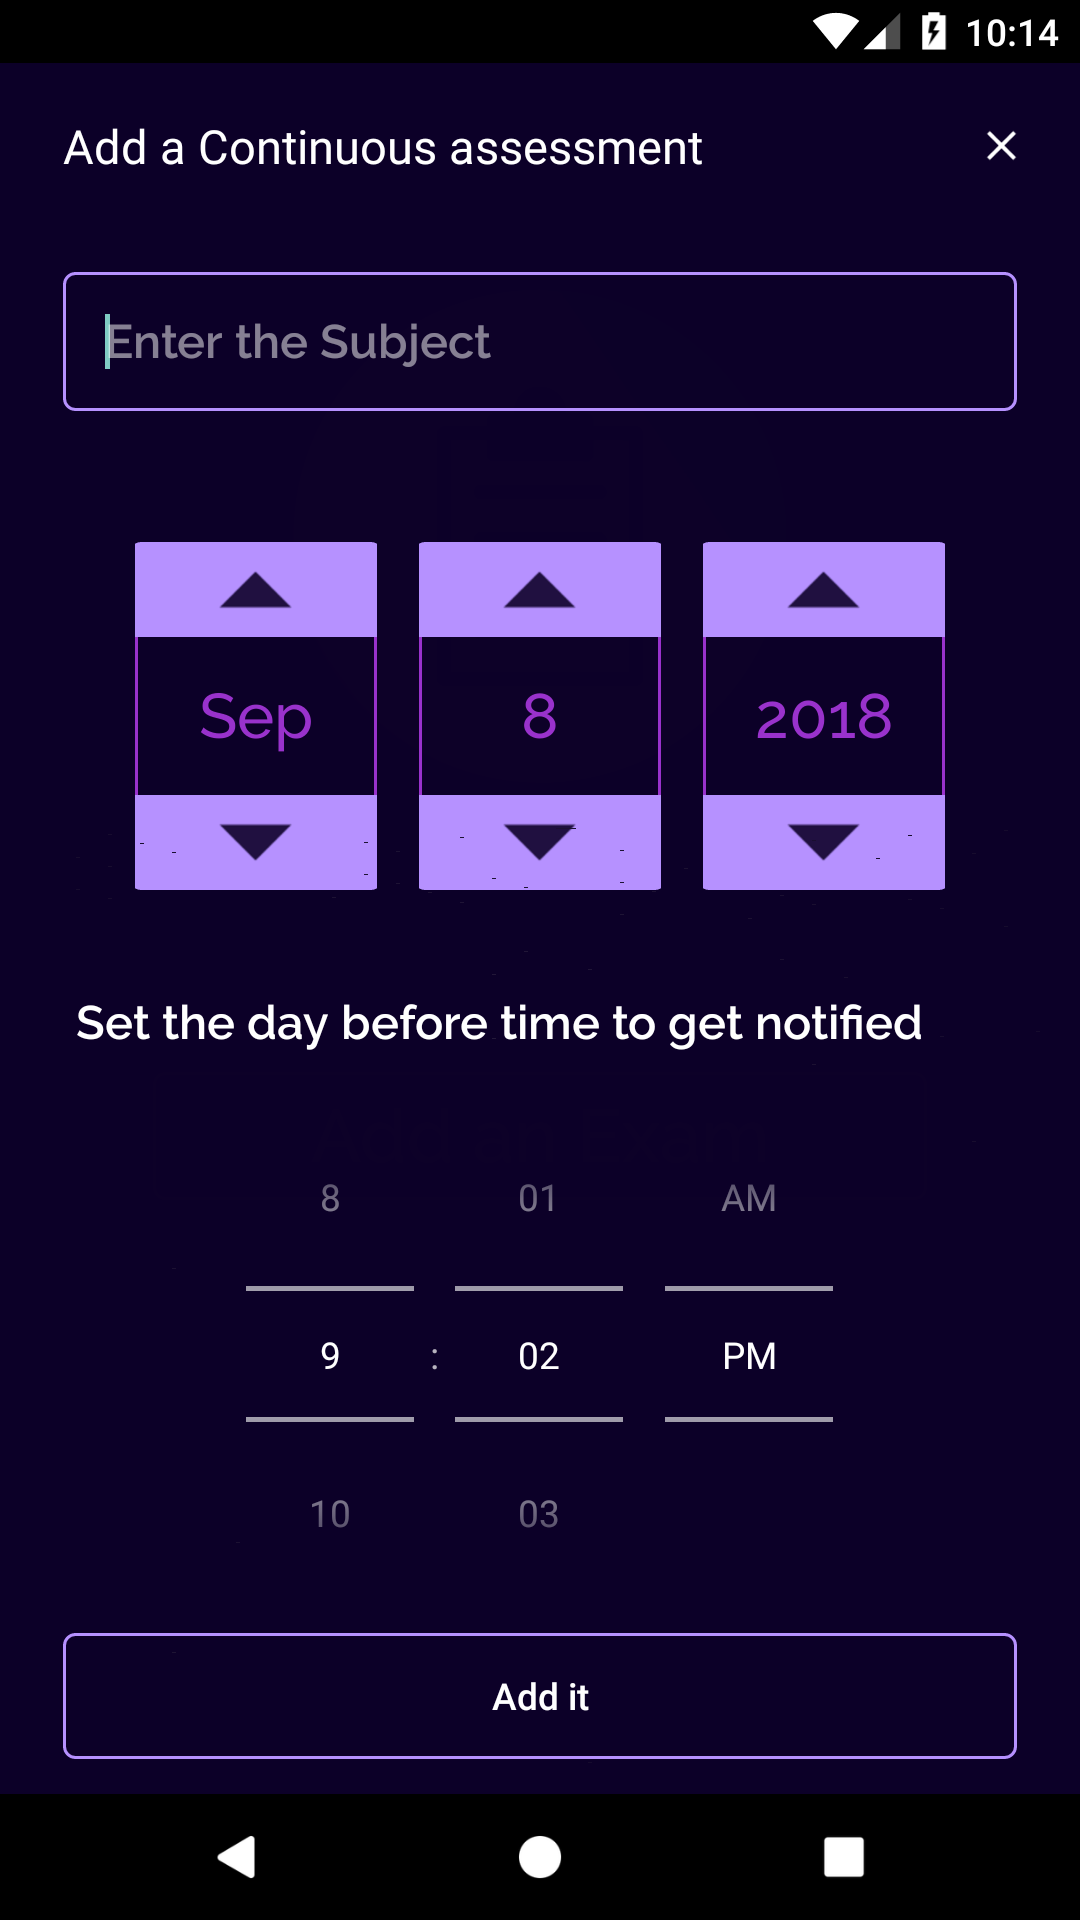 10:14
Add a Continuous assessment
Enter the Subject
Sep 8 2018
Set the day before time to get notified
8 01 AM
9 : 02 PM
10 03
Add it